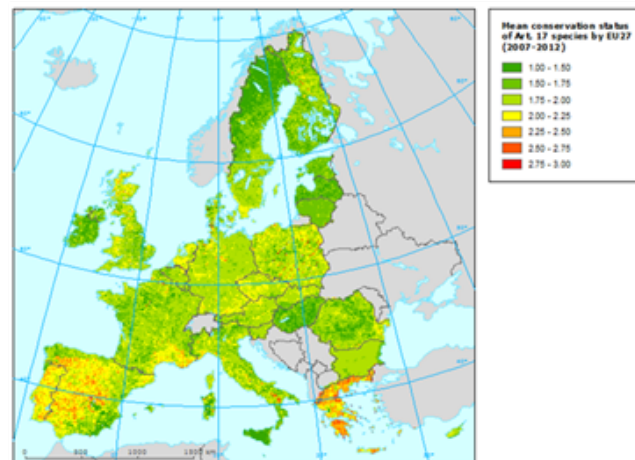 Mean conservation status
of Art. 17 species by EU27
(2007-2012)
1.00 - 1.50
1.50 - 1.75
1.75 - 2.00
2.00 - 2.25
2.25 - 2.50
2.50 - 2.75
2.75 - 3.00
0 500 1000 1500 km